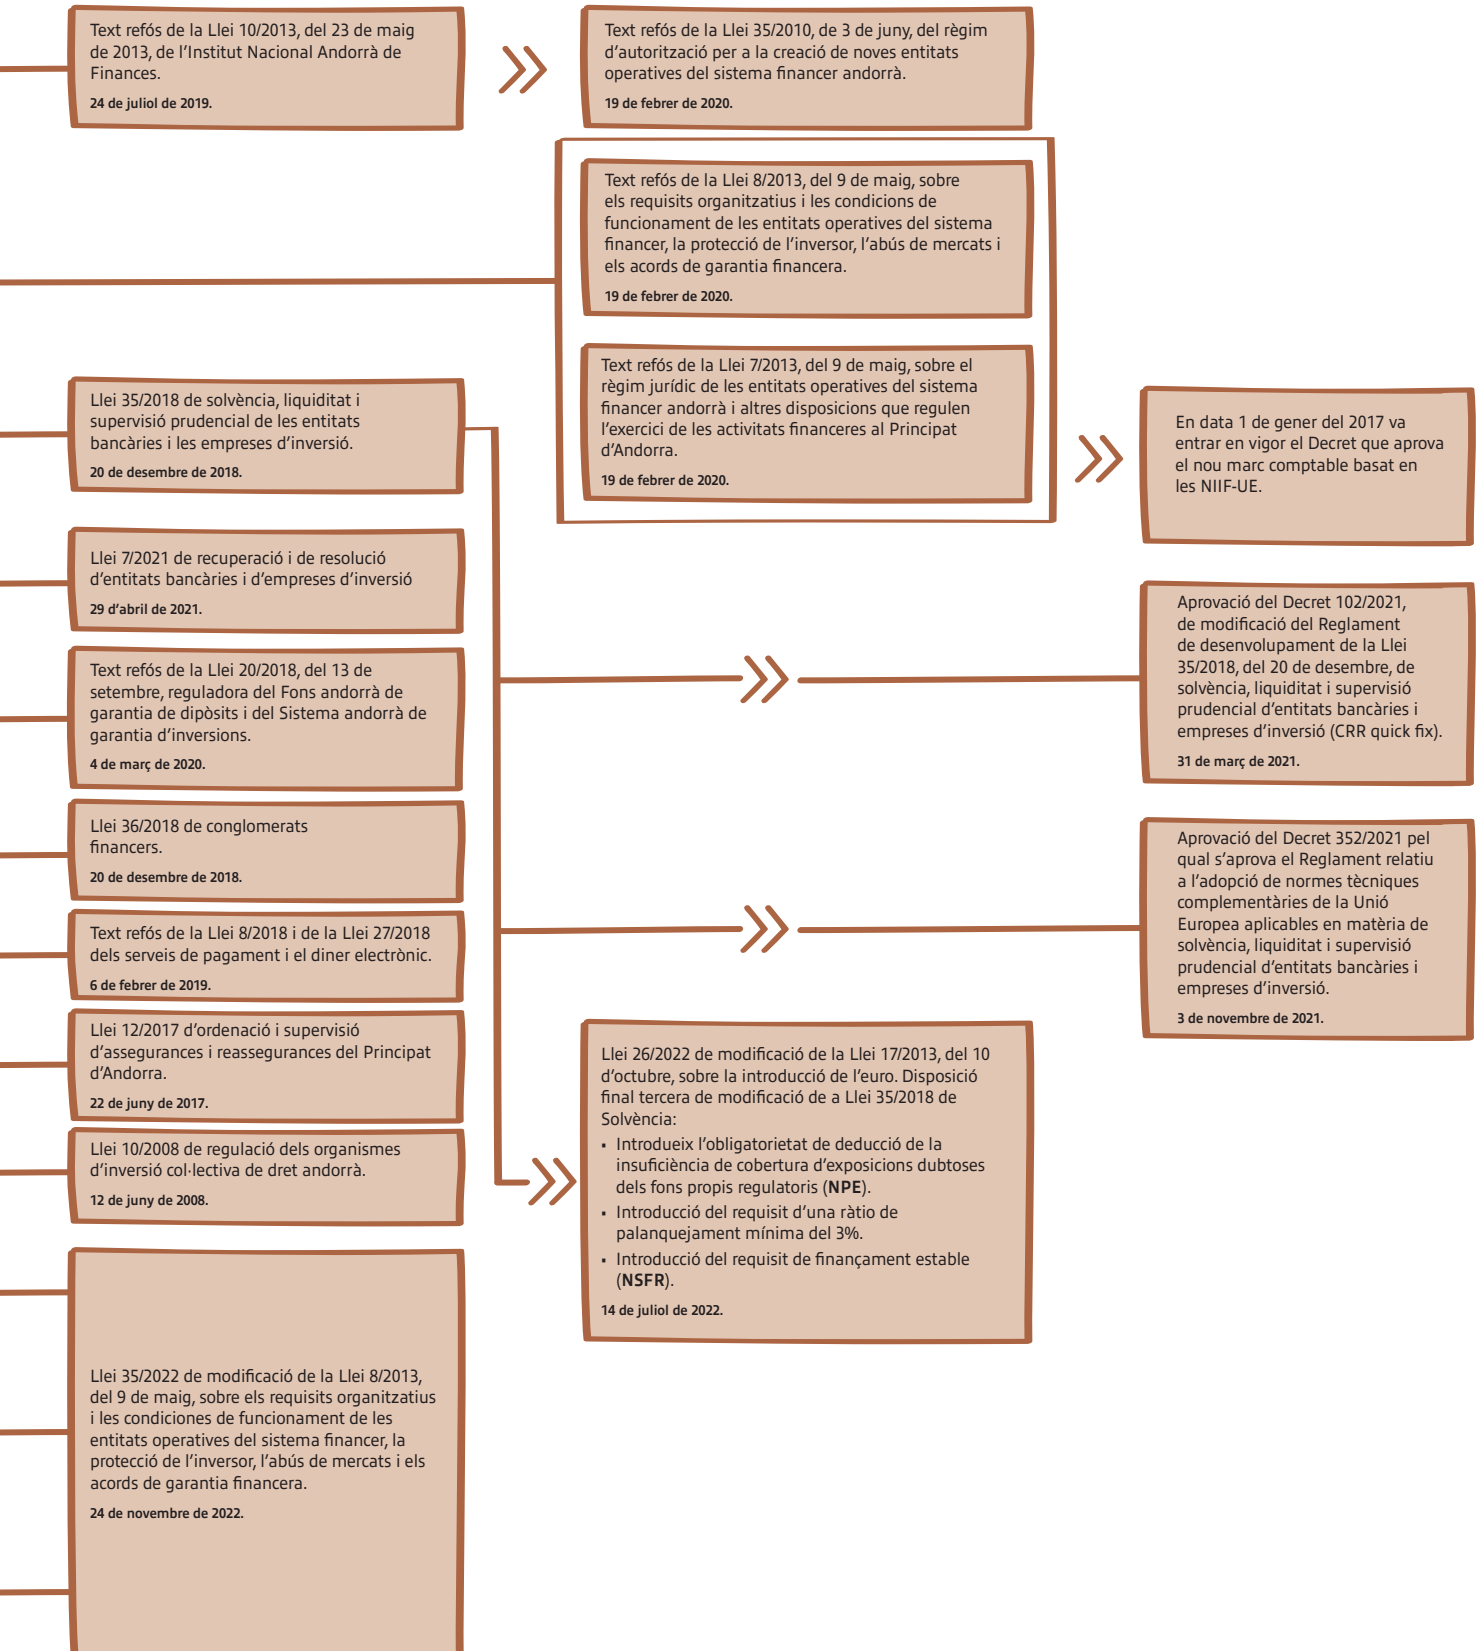 Text refós de la Llei 10/2013, del 23 de maig
de 2013, de l’Institut Nacional Andorrà de
Finances.
24 de juliol de 2019.
Text refós de la Llei 35/2010, de 3 de juny, del règim
d’autorització per a la creació de noves entitats
operatives del sistema financer andorrà.
19 de febrer de 2020.
Text refós de la Llei 8/2013, del 9 de maig, sobre
els requisits organitzatius i les condicions de
funcionament de les entitats operatives del sistema
financer, la protecció de l’inversor, l’abús de mercats i
els acords de garantia financera.
19 de febrer de 2020.
Text refós de la Llei 7/2013, del 9 de maig, sobre el
règim jurídic de les entitats operatives del sistema
financer andorrà i altres disposicions que regulen
l’exercici de les activitats financeres al Principat
d’Andorra.
19 de febrer de 2020.
En data 1 de gener del 2017 va
entrar en vigor el Decret que aprova
el nou marc comptable basat en
les NIIF-UE.
Llei 35/2018 de solvència, liquiditat i
supervisió prudencial de les entitats
bancàries i les empreses d’inversió.
20 de desembre de 2018.
Llei 7/2021 de recuperació i de resolució
d’entitats bancàries i d’empreses d’inversió
29 d’abril de 2021.
Text refós de la Llei 20/2018, del 13 de
setembre, reguladora del Fons andorrà de
garantia de dipòsits i del Sistema andorrà de
garantia d’inversions.
4 de març de 2020.
Llei 36/2018 de conglomerats
financers.
20 de desembre de 2018.
Text refós de la Llei 8/2018 i de la Llei 27/2018
dels serveis de pagament i el diner electrònic.
6 de febrer de 2019.
Llei 12/2017 d’ordenació i supervisió
d’assegurances i reassegurances del Principat
d’Andorra.
22 de juny de 2017.
Llei 10/2008 de regulació dels organismes
d’inversió col·lectiva de dret andorrà.
12 de juny de 2008.
Llei 35/2022 de modificació de la Llei 8/2013,
del 9 de maig, sobre els requisits organitzatius
i les condiciones de funcionament de les
entitats operatives del sistema financer, la
protecció de l’inversor, l’abús de mercats i els
acords de garantia financera.
24 de novembre de 2022.
Aprovació del Decret 102/2021,
de modificació del Reglament
de desenvolupament de la Llei
35/2018, del 20 de desembre, de
solvència, liquiditat i supervisió
prudencial d’entitats bancàries i
empreses d’inversió (CRR quick fix).
31 de març de 2021.
Aprovació del Decret 352/2021 pel
qual s’aprova el Reglament relatiu
a l’adopció de normes tècniques
complementàries de la Unió
Europea aplicables en matèria de
solvència, liquiditat i supervisió
prudencial d’entitats bancàries i
empreses d’inversió.
3 de novembre de 2021.
Llei 26/2022 de modificació de la Llei 17/2013, del 10
d’octubre, sobre la introducció de l’euro. Disposició
final tercera de modificació de a Llei 35/2018 de
Solvència:
• Introdueix l’obligatorietat de deducció de la
insuficiència de cobertura d’exposicions dubtoses
dels fons propis regulatoris (NPE).
• Introducció del requisit d’una ràtio de
palanquejament mínima del 3%.
• Introducció del requisit de finançament estable
(NSFR).
14 de juliol de 2022.